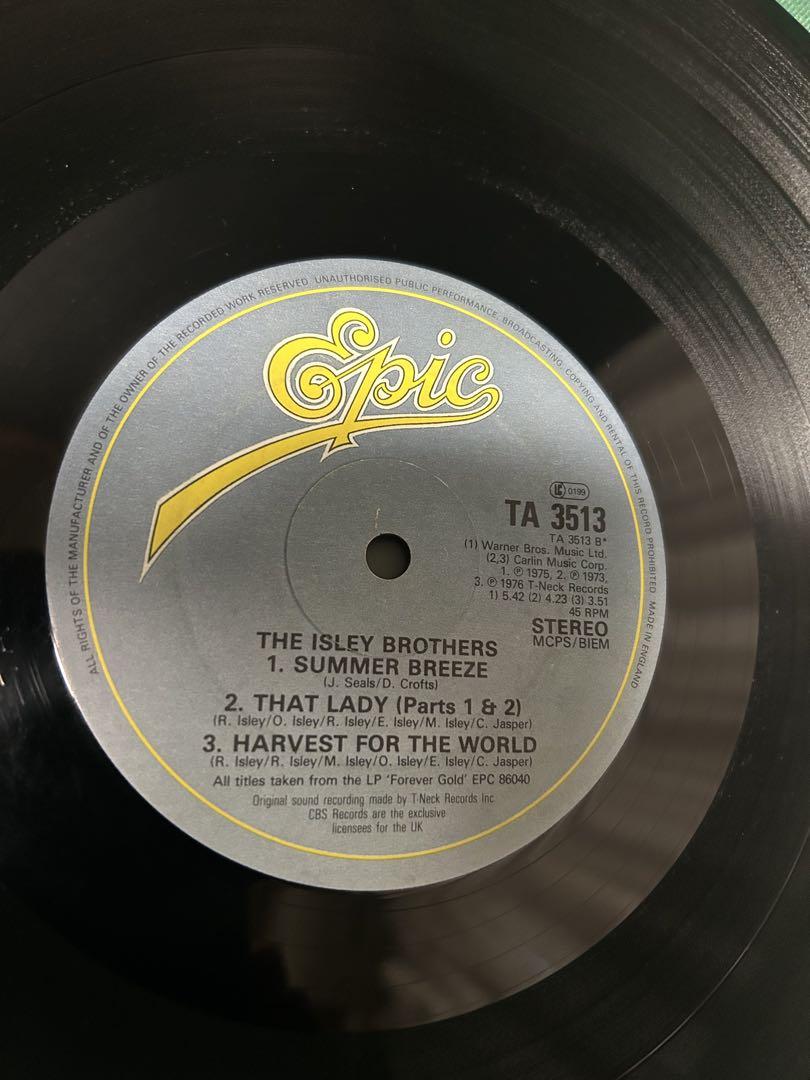 ALL RIGHTS OF THE MANUFACTURER AND OF THE OWNER OF THE RECORDED WORK RESERVED. UNAUTHORISED PUBLIC PERFORMANCE, BROADCASTING, COPYING AND RENTAL OF THIS RECORD PROHIBITED. MADE IN ENGLAND
Epic
LC 0199
TA 3513
TA 3513 B*
(1) Warner Bros. Music Ltd.
(2,3) Carlin Music Corp.
1. ℗ 1975, 2. ℗ 1973,
3. ℗ 1976 T-Neck Records
1) 5.42 (2) 4.23 (3) 3.51
45 RPM
STEREO
MCPS/BIEM
THE ISLEY BROTHERS
1. SUMMER BREEZE
(J. Seals/D. Crofts)
2. THAT LADY (Parts 1 & 2)
(R. Isley/O. Isley/R. Isley/E. Isley/M. Isley/C. Jasper)
3. HARVEST FOR THE WORLD
(R. Isley/R. Isley/M. Isley/O. Isley/E. Isley/C. Jasper)
All titles taken from the LP 'Forever Gold' EPC 86040
Original sound recording made by T-Neck Records Inc
CBS Records are the exclusive
licensees for the UK